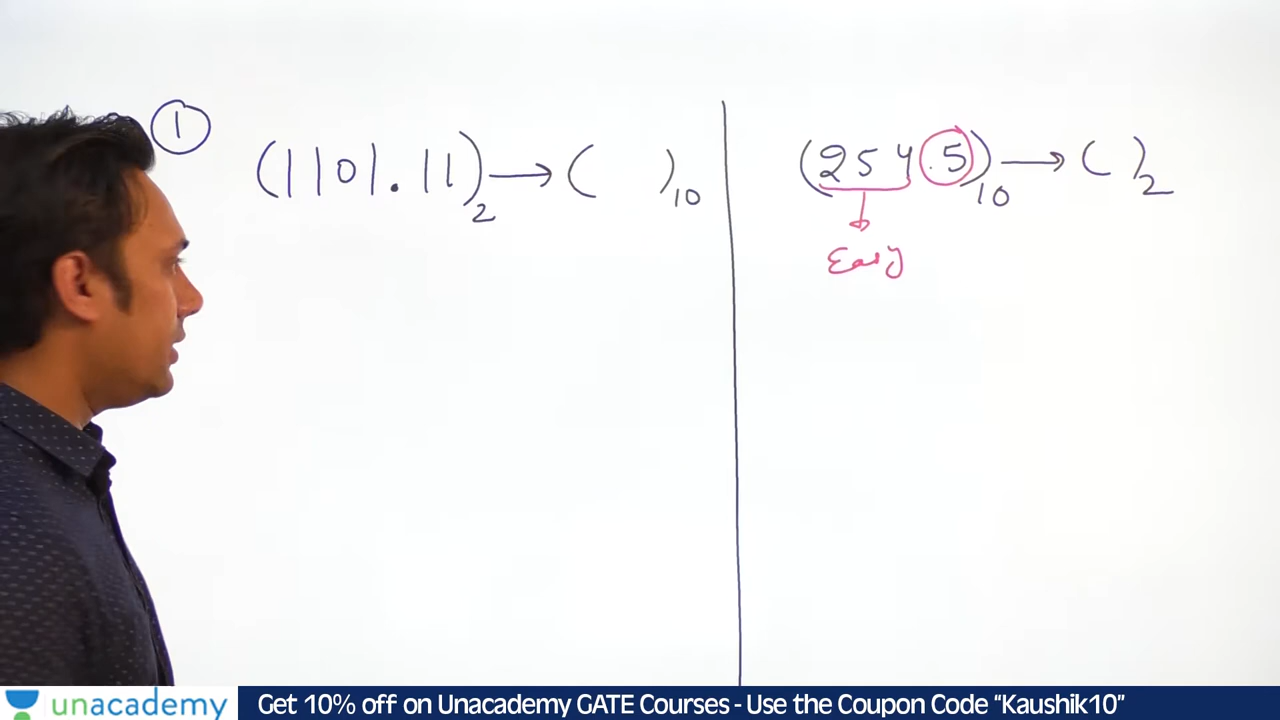 ①
(1101.11)₂ → (   )₁₀
(254.5)₁₀ → ( )₂
Easy
unacademy
Get 10% off on Unacademy GATE Courses - Use the Coupon Code “Kaushik10”